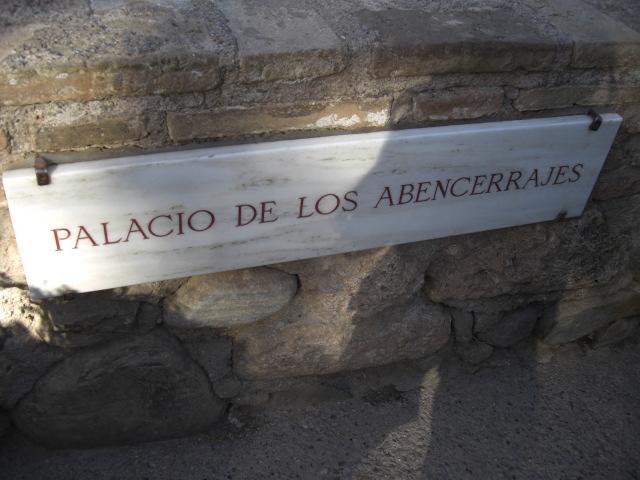 PALACIO DE LOS ABENCERRAJES